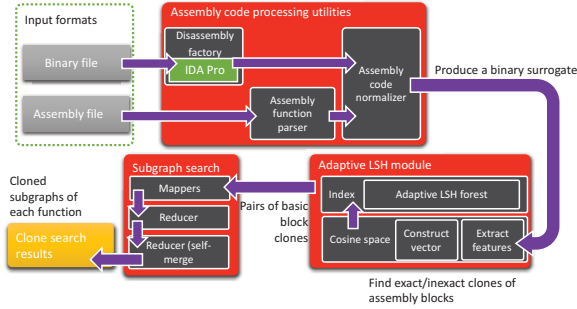 Input formats
Binary file
Assembly file
Assembly code processing utilities
Disassembly
factory
IDA Pro
Assembly
function
parser
Assembly
code
normalizer
Produce a binary surrogate
Adaptive LSH module
Index
Adaptive LSH forest
Cosine space
Construct
vector
Extract
features
Find exact/inexact clones of
assembly blocks
Pairs of basic
block
clones
Subgraph search
Mappers
Reducer
Reducer (self-
merge
Cloned
subgraphs of
each function
Clone search
results